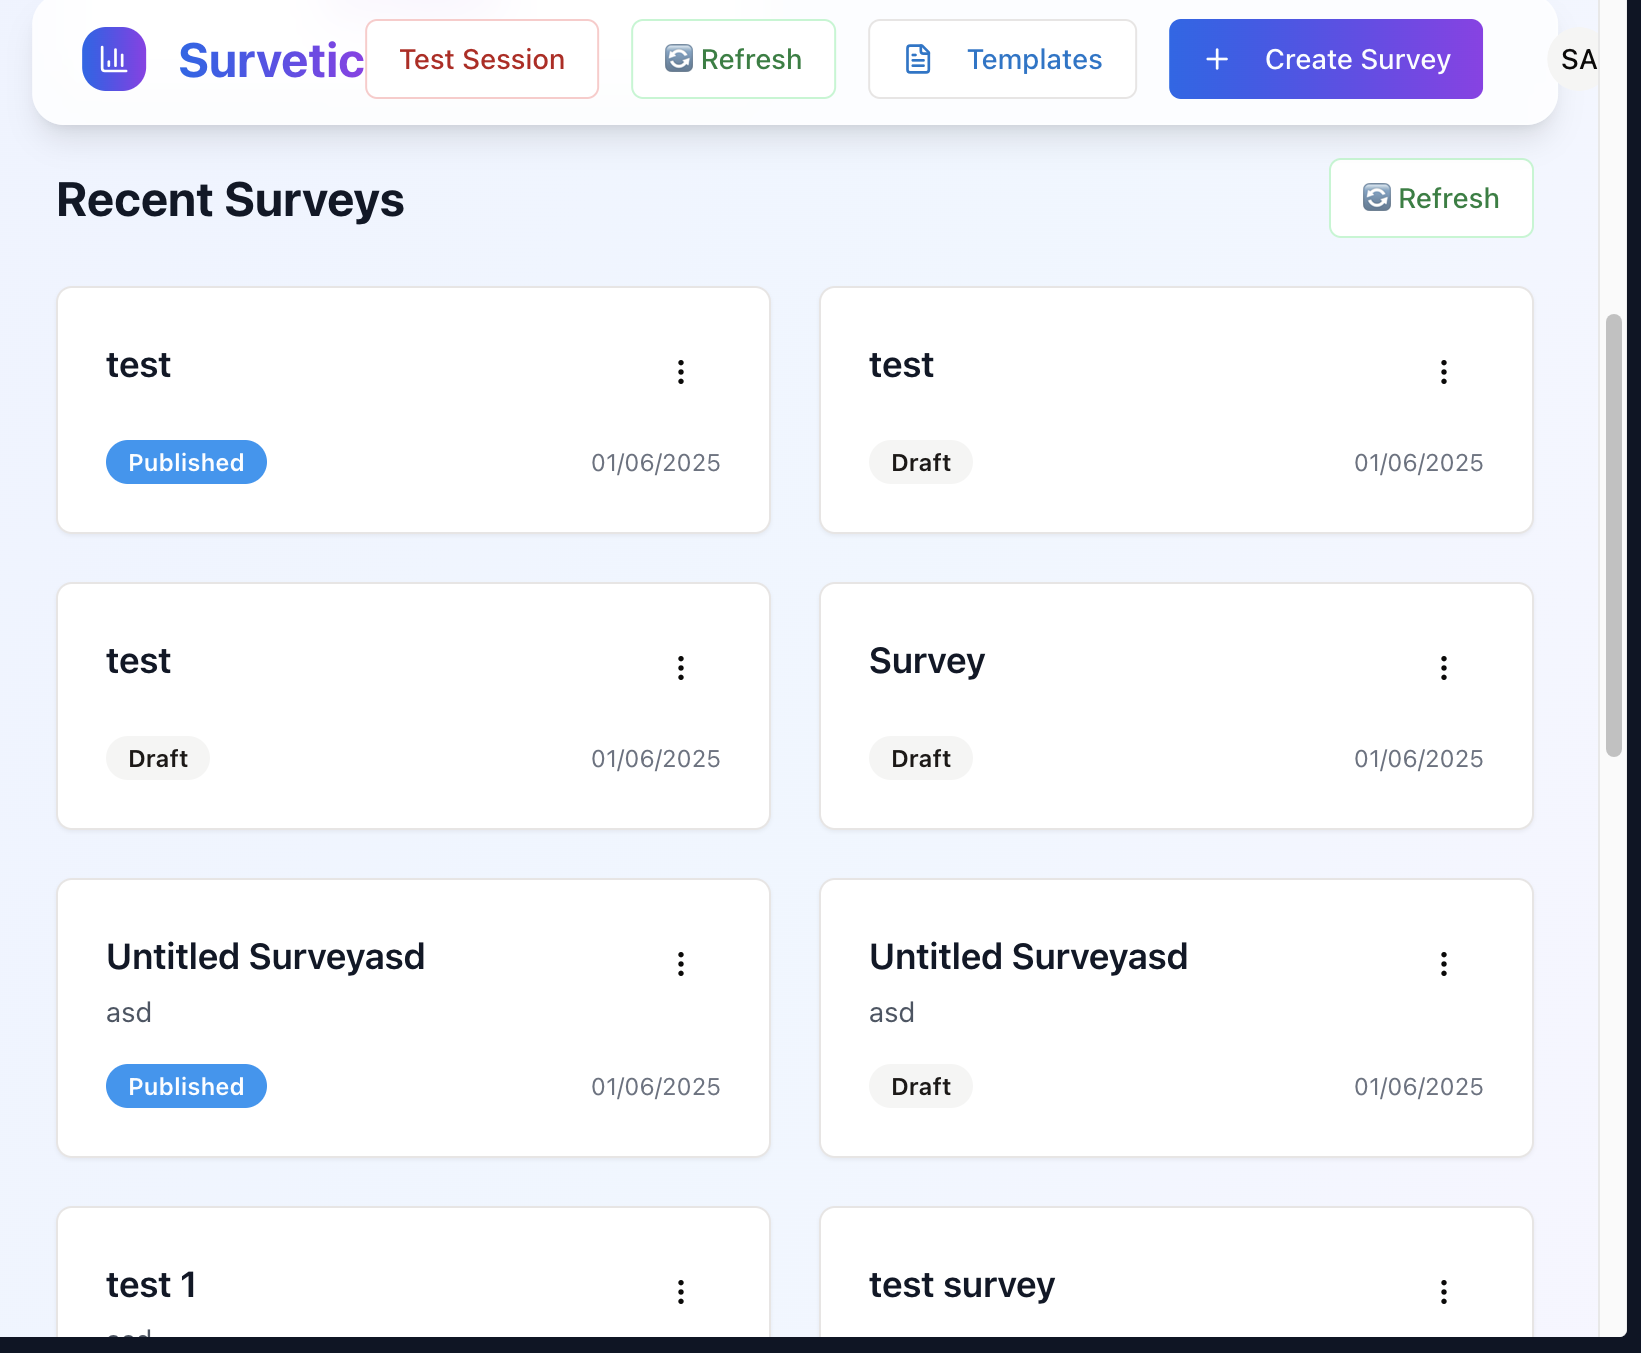 Survetic Test Session Refresh Templates Create Survey SA
Recent Surveys Refresh
test
Published 01/06/2025
test
Draft 01/06/2025
test
Draft 01/06/2025
Survey
Draft 01/06/2025
Untitled Surveyasd
asd
Published 01/06/2025
Untitled Surveyasd
asd
Draft 01/06/2025
test 1
test survey